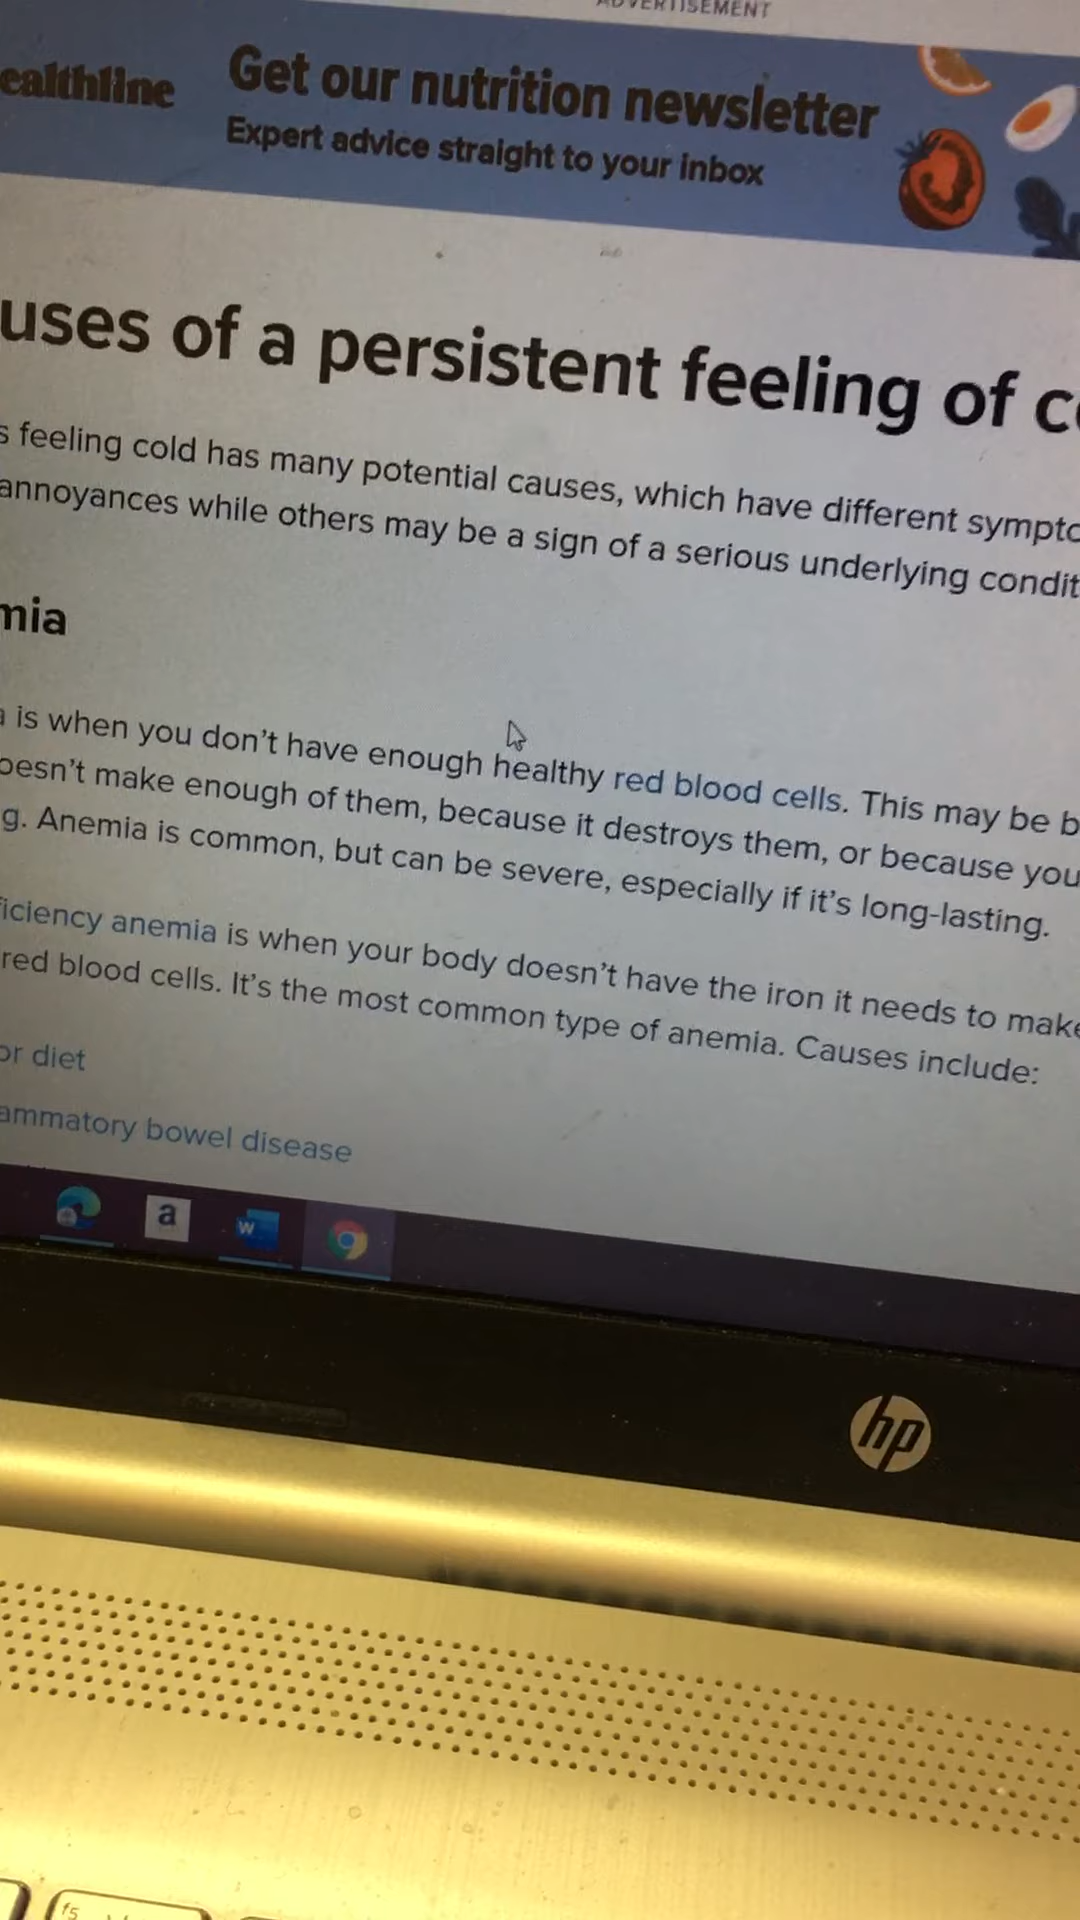 ADVERTISEMENT
ealthline
Get our nutrition newsletter
Expert advice straight to your inbox
uses of a persistent feeling of c
s feeling cold has many potential causes, which have different sympto
annoyances while others may be a sign of a serious underlying condit
mia
a is when you don't have enough healthy red blood cells. This may be b
oesn't make enough of them, because it destroys them, or because you
g. Anemia is common, but can be severe, especially if it's long-lasting.
iciency anemia is when your body doesn't have the iron it needs to make
red blood cells. It's the most common type of anemia. Causes include:
or diet
ammatory bowel disease
a
W
hp
f5